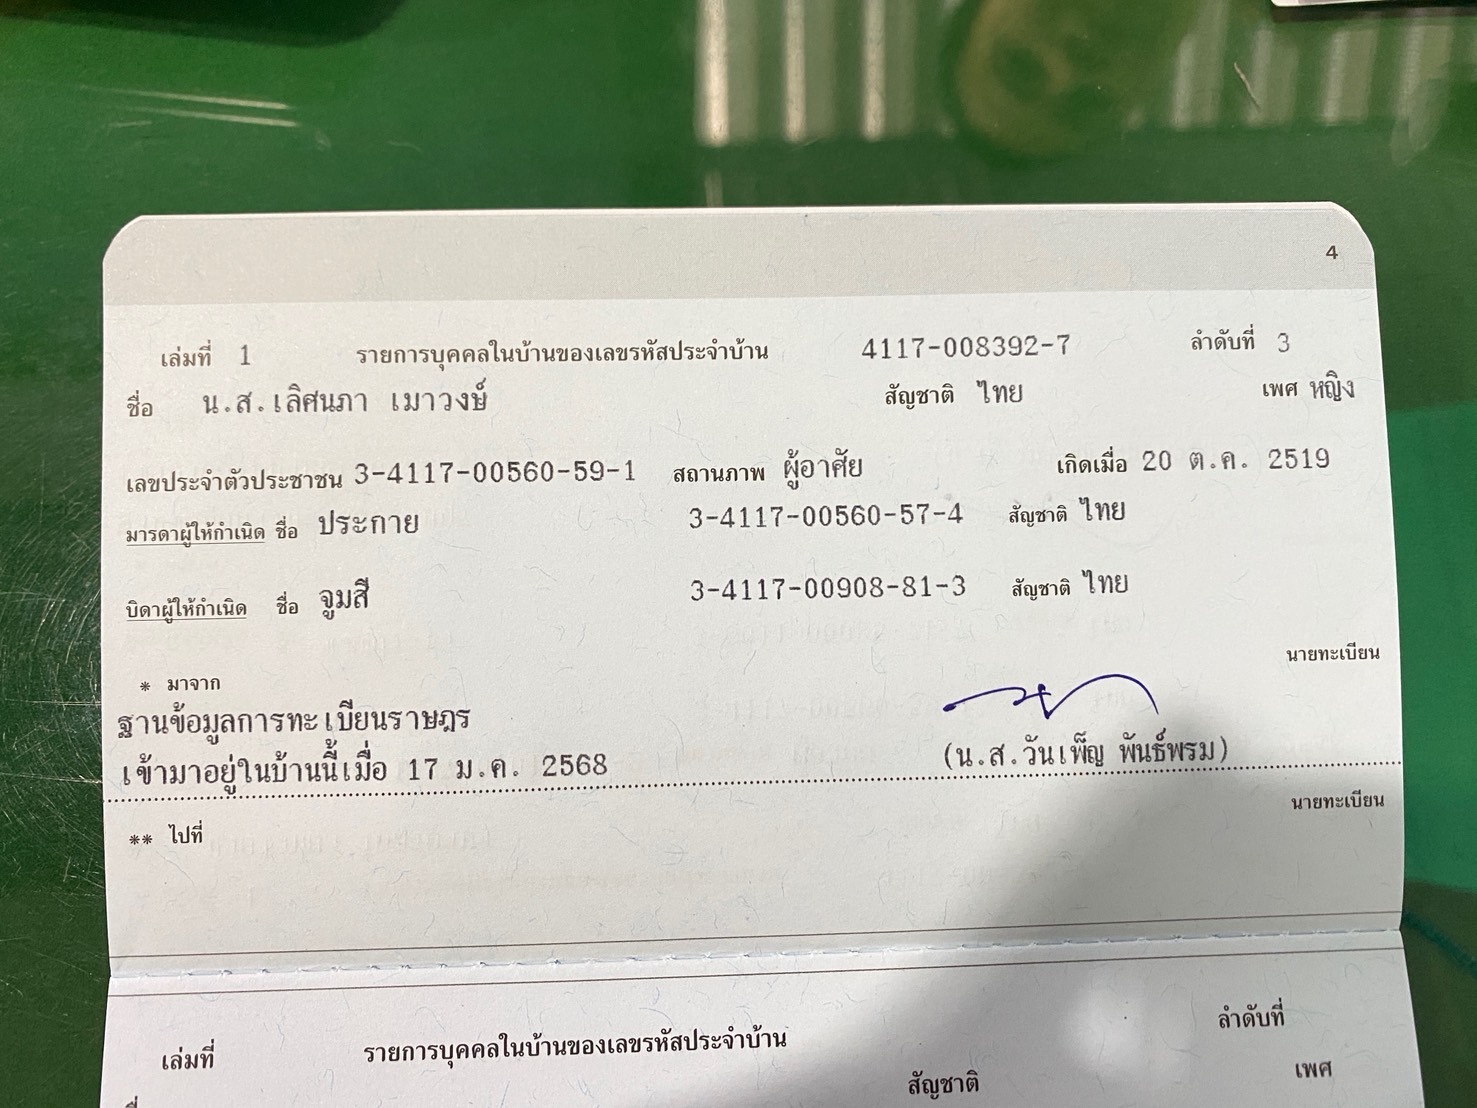 4
เล่มที่ 1 รายการบุคคลในบ้านของเลขรหัสประจำบ้าน 4117-008392-7 ลำดับที่ 3
ชื่อ น.ส.เลิศนภา เมาวงษ์ สัญชาติ ไทย เพศ หญิง
เลขประจำตัวประชาชน 3-4117-00560-59-1 สถานภาพ ผู้อาศัย เกิดเมื่อ 20 ต.ค. 2519
มารดาผู้ให้กำเนิด ชื่อ ประกาย 3-4117-00560-57-4 สัญชาติ ไทย
บิดาผู้ให้กำเนิด ชื่อ จูมสี 3-4117-00908-81-3 สัญชาติ ไทย
นายทะเบียน
* มาจาก
ฐานข้อมูลการทะเบียนราษฎร
เข้ามาอยู่ในบ้านนี้เมื่อ 17 ม.ค. 2568 (น.ส.วันเพ็ญ พันธ์พรม)
นายทะเบียน
** ไปที่
เล่มที่ รายการบุคคลในบ้านของเลขรหัสประจำบ้าน ลำดับที่
สัญชาติ เพศ